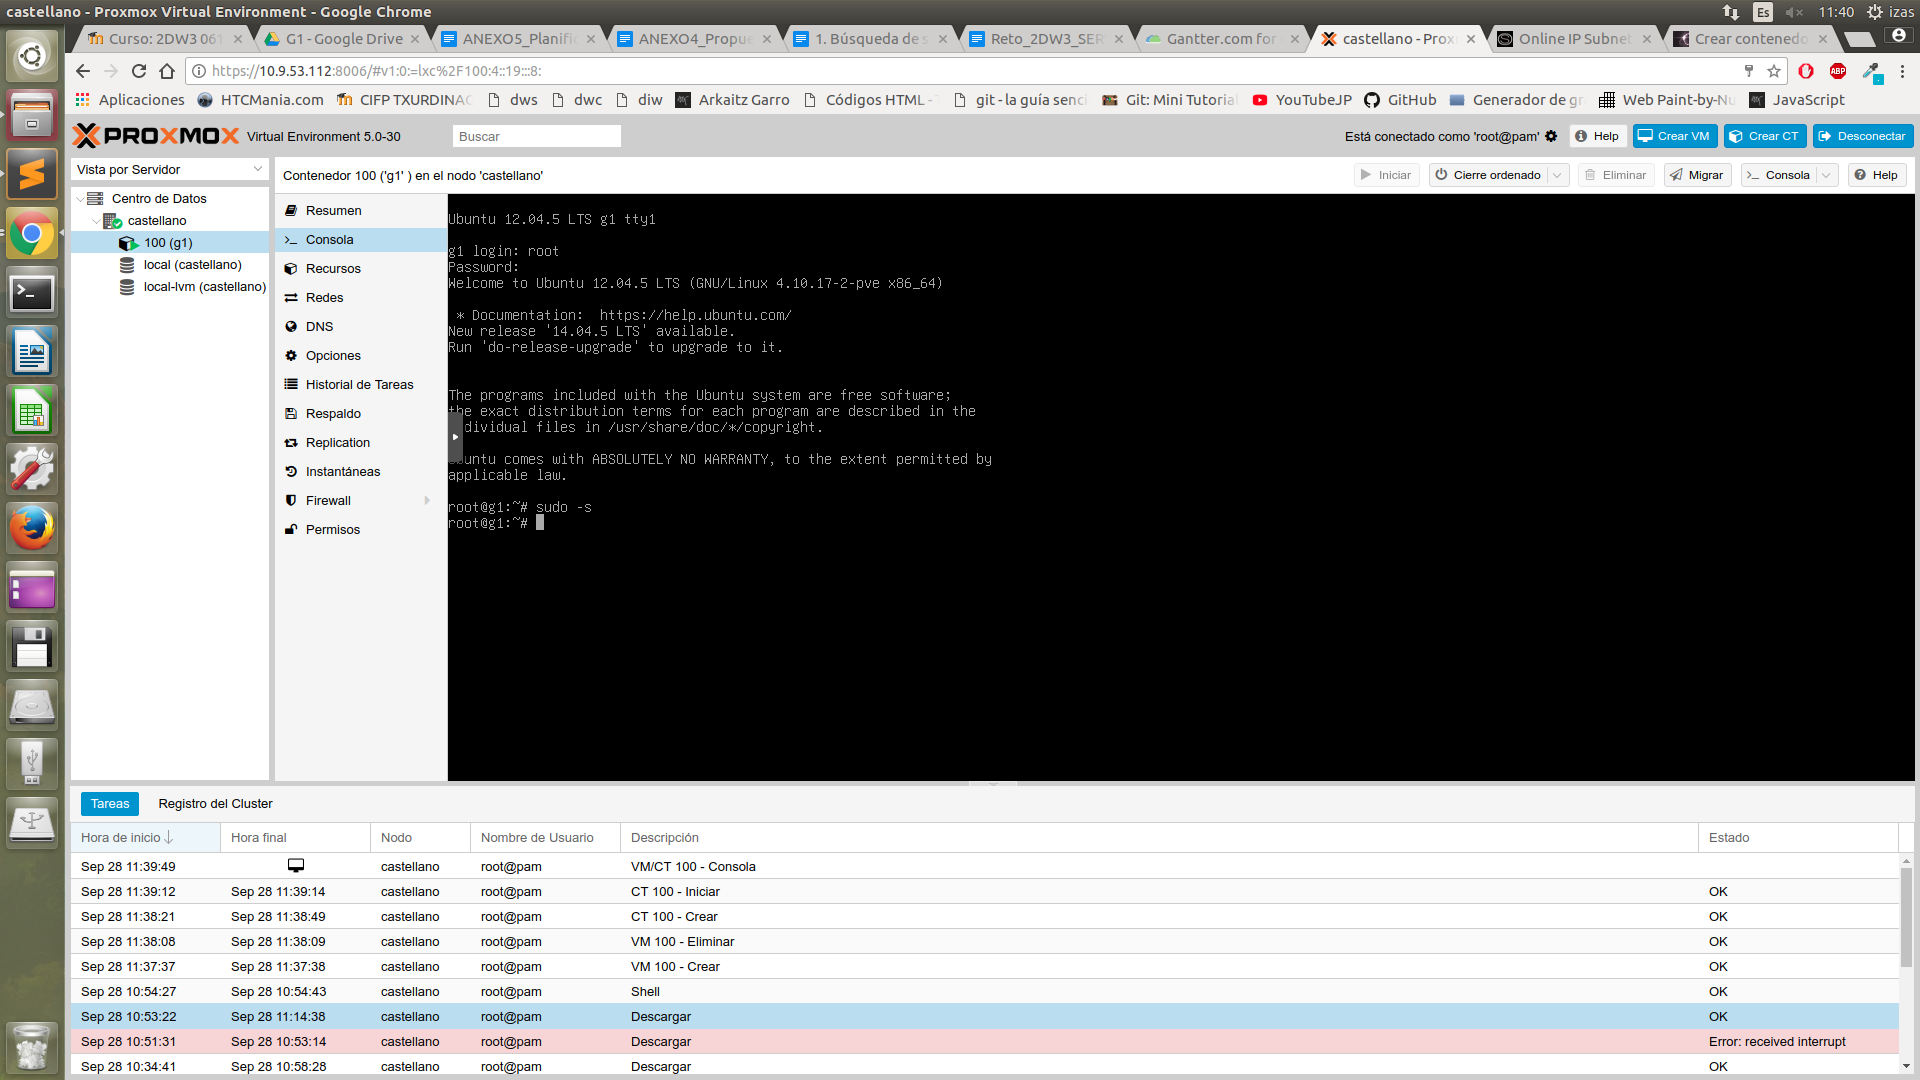 castellano - Proxmox Virtual Environment - Google Chrome
Es
11:40
izas
Curso: 2DW3 061
G1 - Google Drive
ANEXO5_Planifi
ANEXO4_Propue
1. Búsqueda de s
Reto_2DW3_SER
Gantter.com for
castellano - Prox
Online IP Subnet
Crear contenedo
https://10.9.53.112:8006/#v1:0:=lxc%2F100:4::19:::8:
ABP
Aplicaciones
HTCMania.com
CIFP TXURDINAG
dws
dwc
diw
Arkaitz Garro
Códigos HTML -
git - la guía senci
Git: Mini Tutorial
YouTubeJP
GitHub
Generador de gr
Web Paint-by-Nu
JavaScript
PROXMOX
Virtual Environment 5.0-30
Buscar
Está conectado como 'root@pam'
Help
Crear VM
Crear CT
Desconectar
Vista por Servidor
Contenedor 100 ('g1' ) en el nodo 'castellano'
Iniciar
Cierre ordenado
Eliminar
Migrar
Consola
Help
Centro de Datos
castellano
100 (g1)
local (castellano)
local-lvm (castellano)
Resumen
Consola
Recursos
Redes
DNS
Opciones
Historial de Tareas
Respaldo
Replication
Instantáneas
Firewall
Permisos
Ubuntu 12.04.5 LTS g1 tty1
g1 login: root
Password:
Welcome to Ubuntu 12.04.5 LTS (GNU/Linux 4.10.17-2-pve x86_64)
* Documentation:  https://help.ubuntu.com/
New release '14.04.5 LTS' available.
Run 'do-release-upgrade' to upgrade to it.
The programs included with the Ubuntu system are free software;
the exact distribution terms for each program are described in the
dividual files in /usr/share/doc/*/copyright.
untu comes with ABSOLUTELY NO WARRANTY, to the extent permitted by
applicable law.
root@g1:~# sudo -s
root@g1:~#
Tareas
Registro del Cluster
Hora de inicio Hora final Nodo Nombre de Usuario Descripción Estado
Sep 28 11:39:49 castellano root@pam VM/CT 100 - Consola
Sep 28 11:39:12 Sep 28 11:39:14 castellano root@pam CT 100 - Iniciar OK
Sep 28 11:38:21 Sep 28 11:38:49 castellano root@pam CT 100 - Crear OK
Sep 28 11:38:08 Sep 28 11:38:09 castellano root@pam VM 100 - Eliminar OK
Sep 28 11:37:37 Sep 28 11:37:38 castellano root@pam VM 100 - Crear OK
Sep 28 10:54:27 Sep 28 10:54:43 castellano root@pam Shell OK
Sep 28 10:53:22 Sep 28 11:14:38 castellano root@pam Descargar OK
Sep 28 10:51:31 Sep 28 10:53:14 castellano root@pam Descargar Error: received interrupt
Sep 28 10:34:41 Sep 28 10:58:28 castellano root@pam Descargar OK